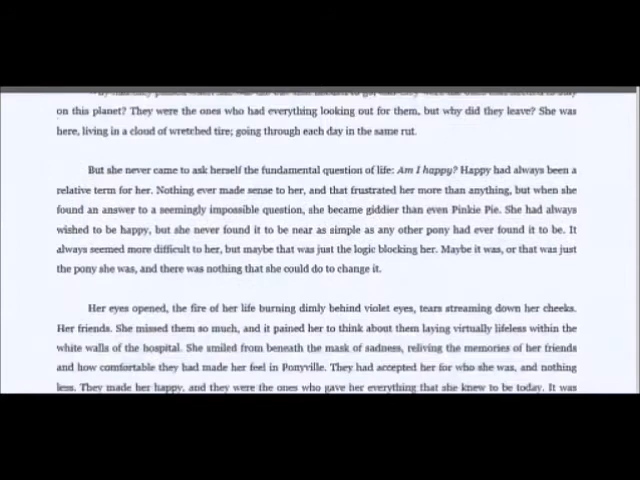 on this planet? They were the ones who had everything looking out for them, but why did they leave? She was
here, living in a cloud of wretched tire; going through each day in the same rut.
But she never came to ask herself the fundamental question of life: Am I happy? Happy had always been a
relative term for her. Nothing ever made sense to her, and that frustrated her more than anything, but when she
found an answer to a seemingly impossible question, she became giddier than even Pinkie Pie. She had always
wished to be happy, but she never found it to be near as simple as any other pony had ever found it to be. It
always seemed more difficult to her, but maybe that was just the logic blocking her. Maybe it was, or that was just
the pony she was, and there was nothing that she could do to change it.
Her eyes opened, the fire of her life burning dimly behind violet eyes, tears streaming down her cheeks.
Her friends. She missed them so much, and it pained her to think about them laying virtually lifeless within the
white walls of the hospital. She smiled from beneath the mask of sadness, reliving the memories of her friends
and how comfortable they had made her feel in Ponyville. They had accepted her for who she was, and nothing
less. They made her happy, and they were the ones who gave her everything that she knew to be today. It was